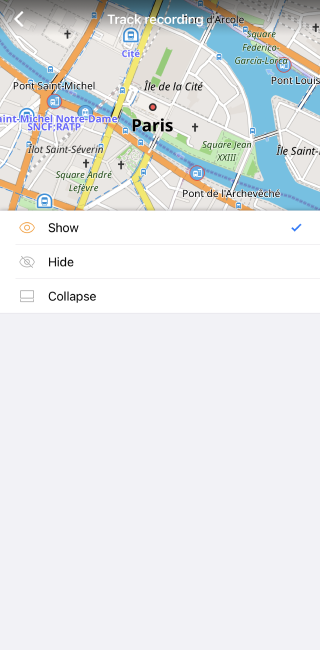 Track recording
d'Arcole
Square
Federico-
García-Lorca
Cité
Pont Saint-Michel
Île de la Cité
Pont Louis
aint-Michel Notre-Dame
SNCF;RATP
Paris
Îlot Saint-Séverin
Square Jean
XXIII
Île Saint-
Square André
Lefèvre
Pont de l'Archevêché
Show
Hide
Collapse